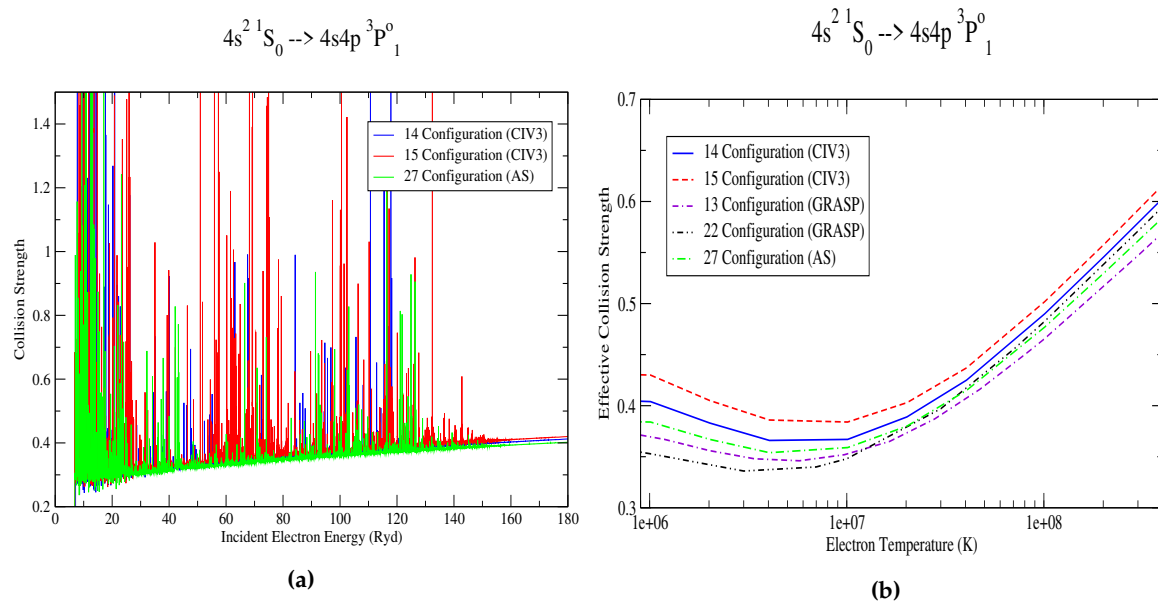 4s² ¹S₀ --> 4s4p ³Pᵒ₁
1.4
1.2
1
0.8
0.6
0.4
0.2
Collision Strength
14 Configuration (CIV3)
15 Configuration (CIV3)
27 Configuration (AS)
0 20 40 60 80 100 120 140 160 180
Incident Electron Energy (Ryd)
(a)
4s² ¹S₀ --> 4s4p ³Pᵒ₁
0.7
0.6
0.5
0.4
0.3
Effective Collision Strength
14 Configuration (CIV3)
15 Configuration (CIV3)
13 Configuration (GRASP)
22 Configuration (GRASP)
27 Configuration (AS)
1e+06 1e+07 1e+08
Electron Temperature (K)
(b)